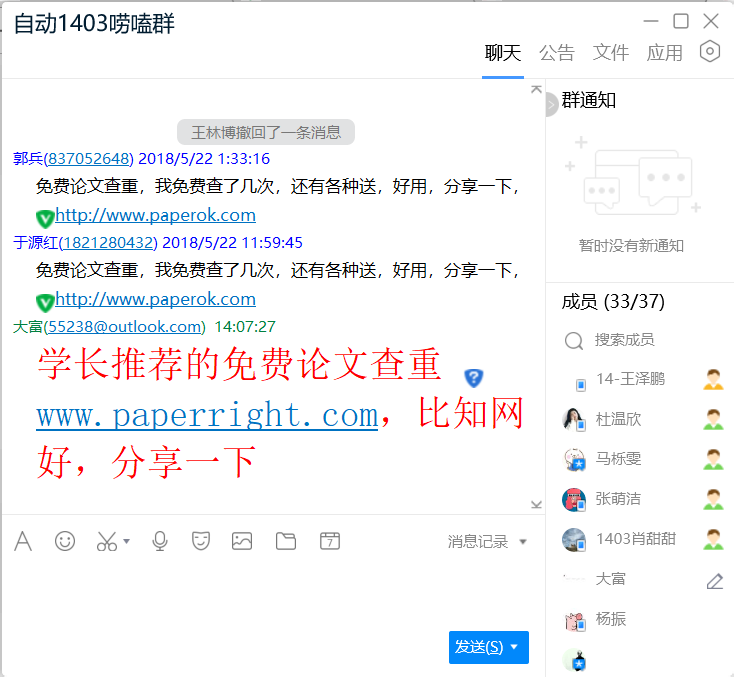 自动1403唠嗑群
聊天 公告 文件 应用
王林博撤回了一条消息
郭兵(837052648) 2018/5/22 1:33:16
免费论文查重，我免费查了几次，还有各种送，好用，分享一下，
http://www.paperok.com
于源红(1821280432) 2018/5/22 11:59:45
免费论文查重，我免费查了几次，还有各种送，好用，分享一下，
http://www.paperok.com
大富(55238@outlook.com) 14:07:27
学长推荐的免费论文查重
www.paperright.com，比知网
好，分享一下
消息记录
7
发送(S)
群通知
暂时没有新通知
成员 (33/37)
搜索成员
14-王泽鹏
杜温欣
马栎雯
张萌洁
1403肖甜甜
大富
杨振